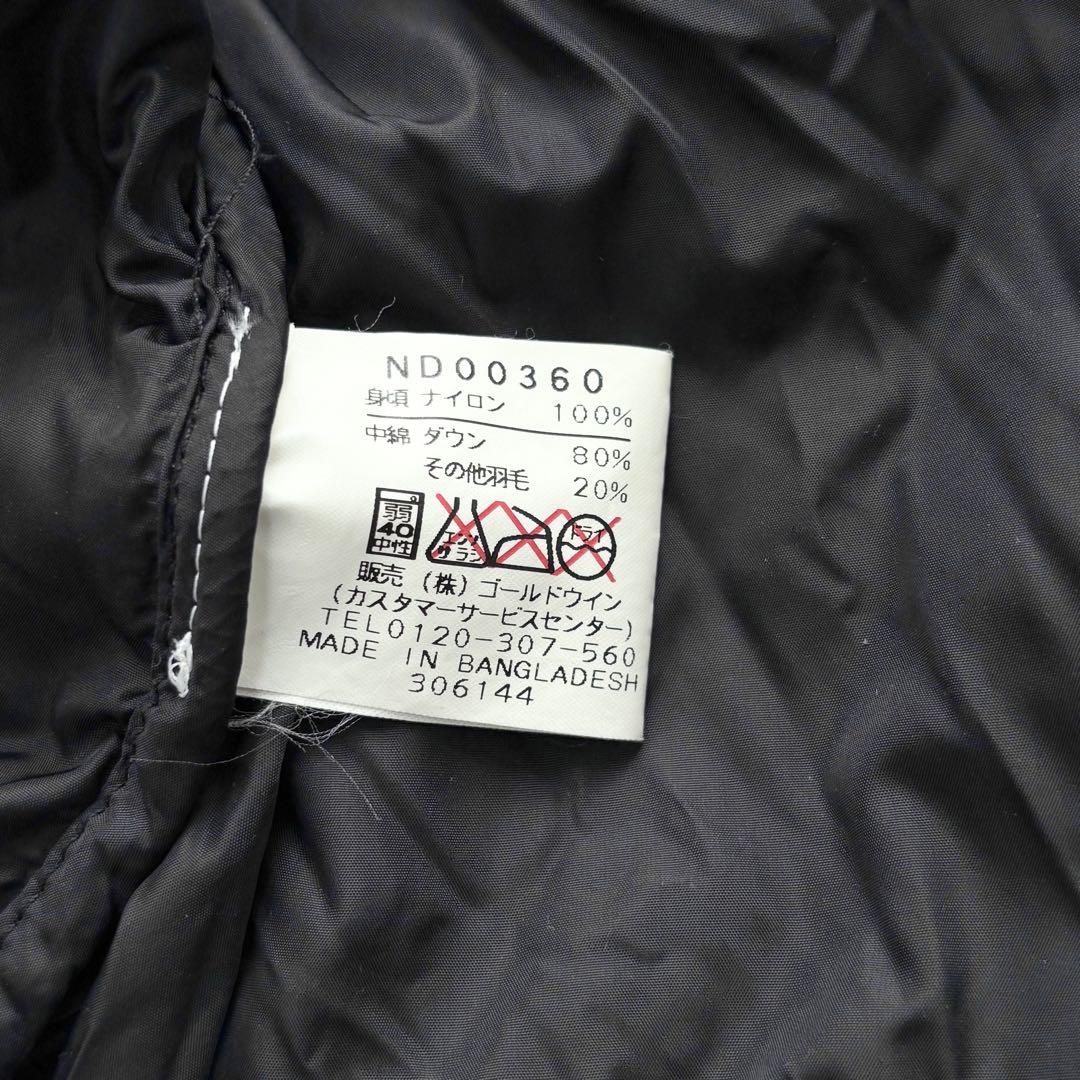 ND00360
身頃 ナイロン 100%
中綿 ダウン 80%
その他羽毛 20%
弱
40
中性
エンソ
サラシ
ドライ
販売 (株) ゴールドウイン
(カスタマーサービスセンター)
TEL0120-307-560
MADE IN BANGLADESH
306144